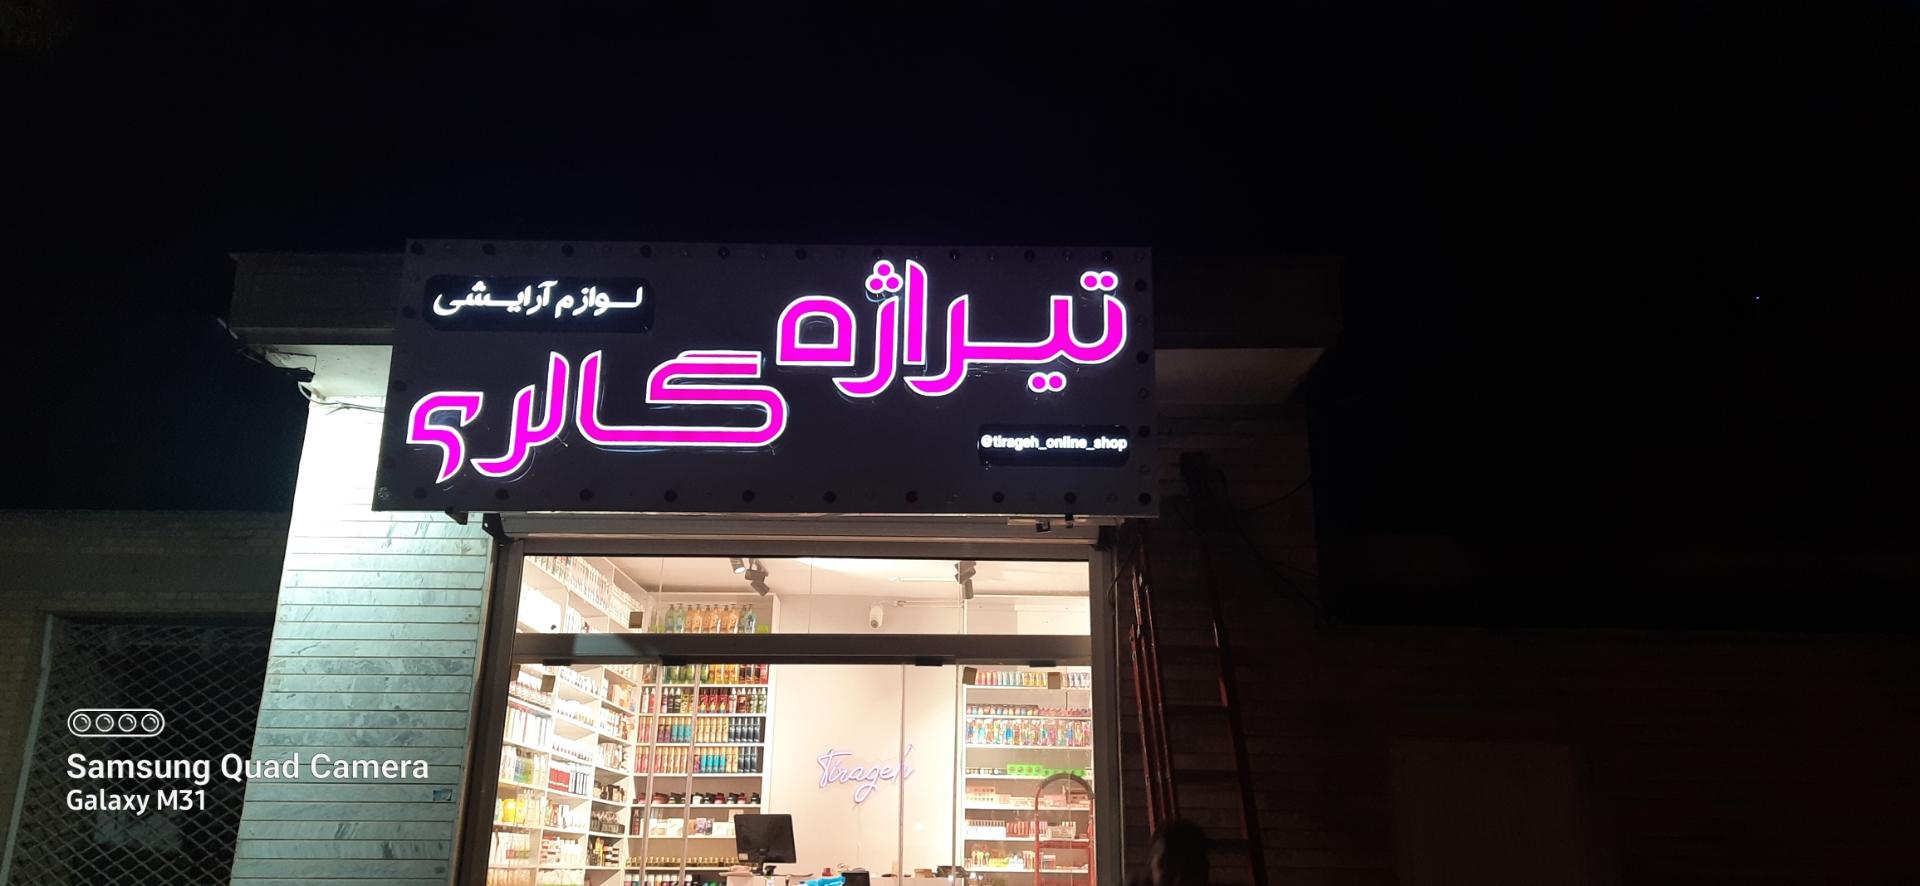 لوازم آرایشی
تیراژه
گالری
@tirageh_online_shop
Tirageh
Samsung Quad Camera
Galaxy M31